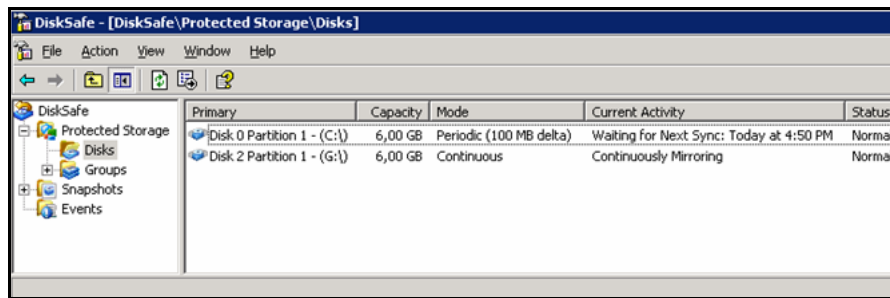 DiskSafe - [DiskSafe\Protected Storage\Disks]
File Action View Window Help
DiskSafe
Protected Storage
Disks
Groups
Snapshots
Events
Primary Capacity Mode Current Activity Status
Disk 0 Partition 1 - (C:\) 6,00 GB Periodic (100 MB delta) Waiting for Next Sync: Today at 4:50 PM Norma
Disk 2 Partition 1 - (G:\) 6,00 GB Continuous Continuously Mirroring Norma